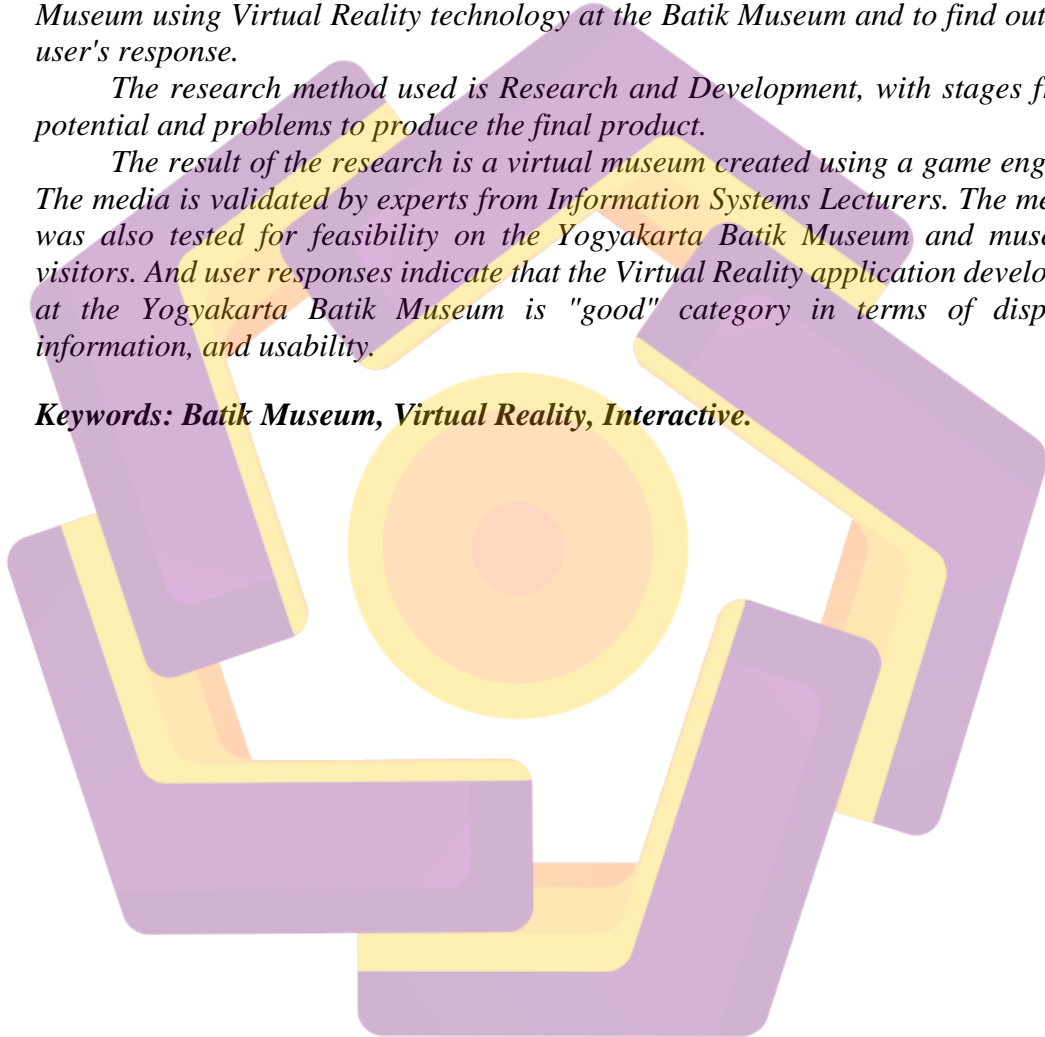 Museum using Virtual Reality technology at the Batik Museum and to find out
user's response.
The research method used is Research and Development, with stages f
potential and problems to produce the final product.
The result of the research is a virtual museum created using a game eng
The media is validated by experts from Information Systems Lecturers. The me
was also tested for feasibility on the Yogyakarta Batik Museum and muse
visitors. And user responses indicate that the Virtual Reality application develo
at the Yogyakarta Batik Museum is "good" category in terms of disp
information, and usability.
Keywords: Batik Museum, Virtual Reality, Interactive.